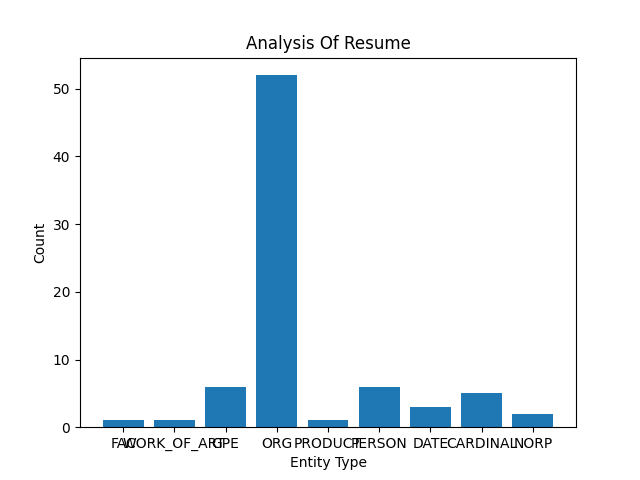 Analysis Of Resume
50
40
30
20
10
0
Count
FAC WORK_OF_ART GPE ORG PRODUCT PERSON DATE CARDINAL NORP
Entity Type